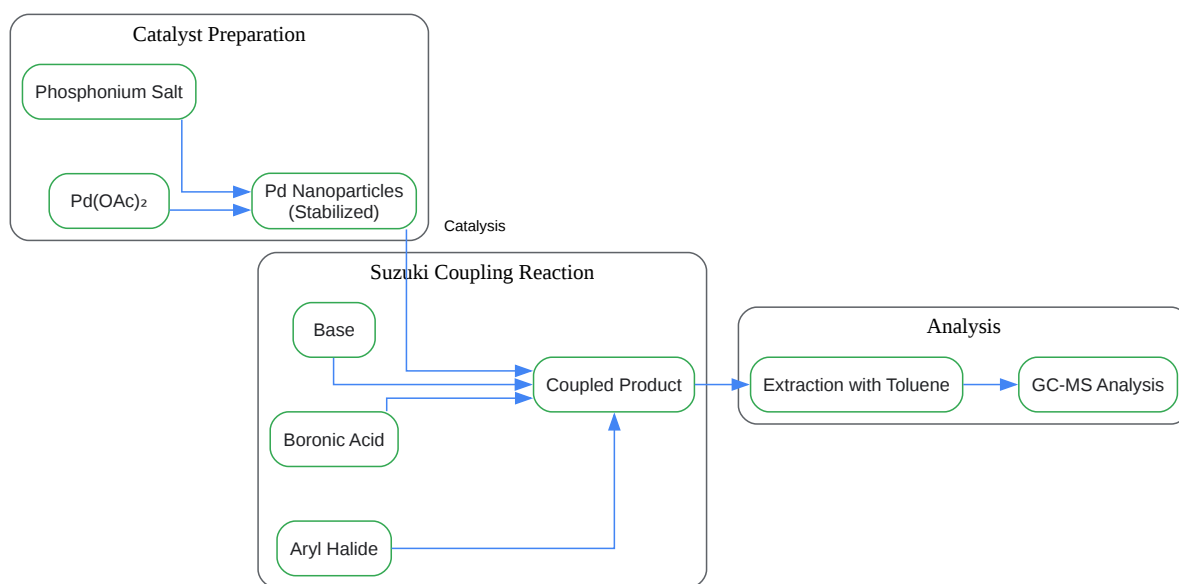 Catalyst Preparation
Phosphonium Salt
Pd(OAc)₂
Pd Nanoparticles
(Stabilized)
Catalysis
Suzuki Coupling Reaction
Base
Boronic Acid
Aryl Halide
Coupled Product
Analysis
Extraction with Toluene
GC-MS Analysis